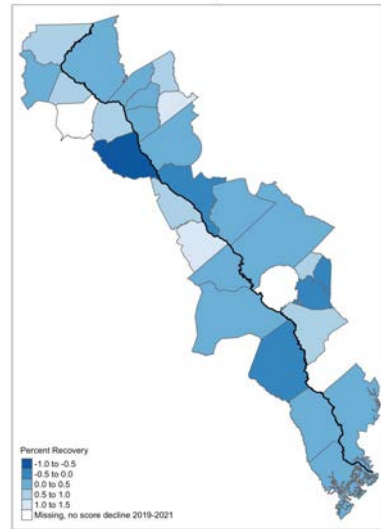 Percent Recovery
-1.0 to -0.5
-0.5 to 0.0
0.0 to 0.5
0.5 to 1.0
1.0 to 1.5
Missing, no score decline 2019-2021